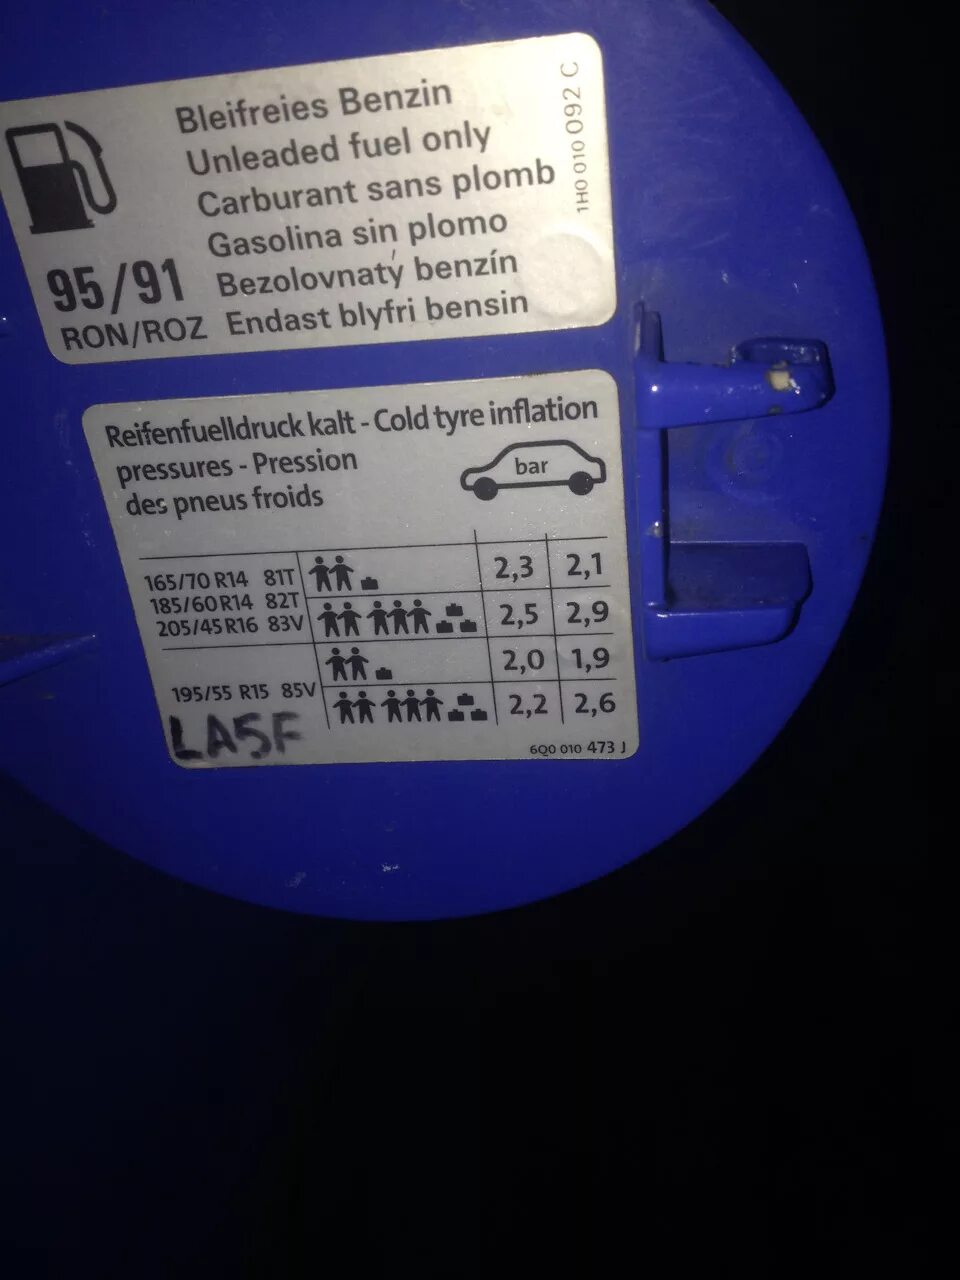 Bleifreies Benzin
Unleaded fuel only
Carburant sans plomb
Gasolina sin plomo
Bezolovnatý benzín
Endast blyfri bensin
95/91
RON/ROZ
1H0 010 092 C
Reifenfuelldruck kalt - Cold tyre inflation
pressures - Pression
des pneus froids
bar
165/70 R14 81T
185/60 R14 82T
205/45 R16 83V
2,3 2,1
2,5 2,9
195/55 R15 85V
2,0 1,9
2,2 2,6
LA5F
6Q0 010 473 J